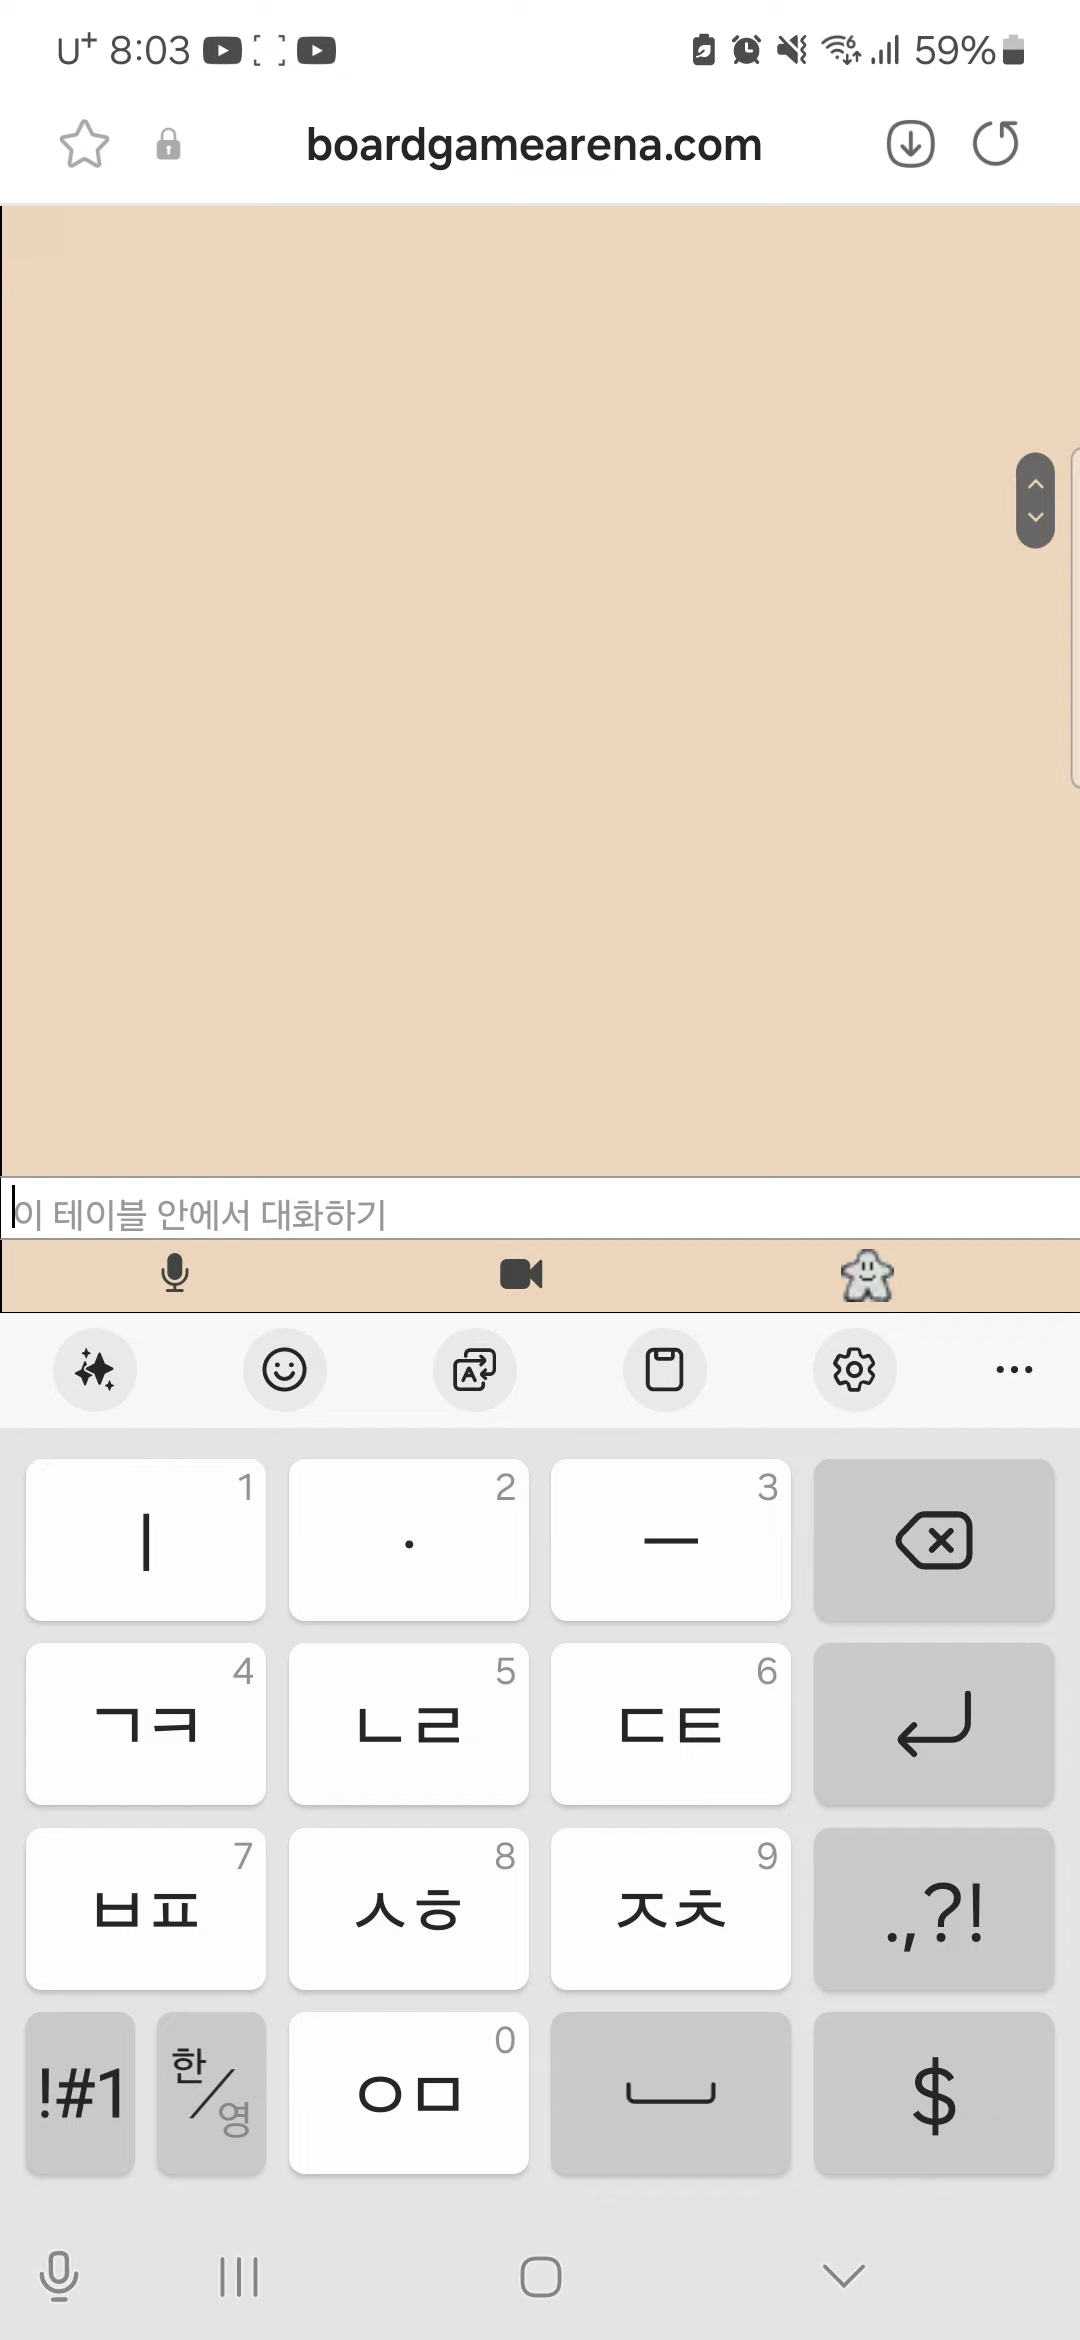 U+ 8:03 59%
boardgamearena.com
이 테이블 안에서 대화하기
ㅣ 1 · 2 ㅡ 3
ㄱㅋ 4 ㄴㄹ 5 ㄷㅌ 6
ㅂㅍ 7 ㅅㅎ 8 ㅈㅊ 9 .,?!
!#1 한/영 ㅇㅁ 0 $